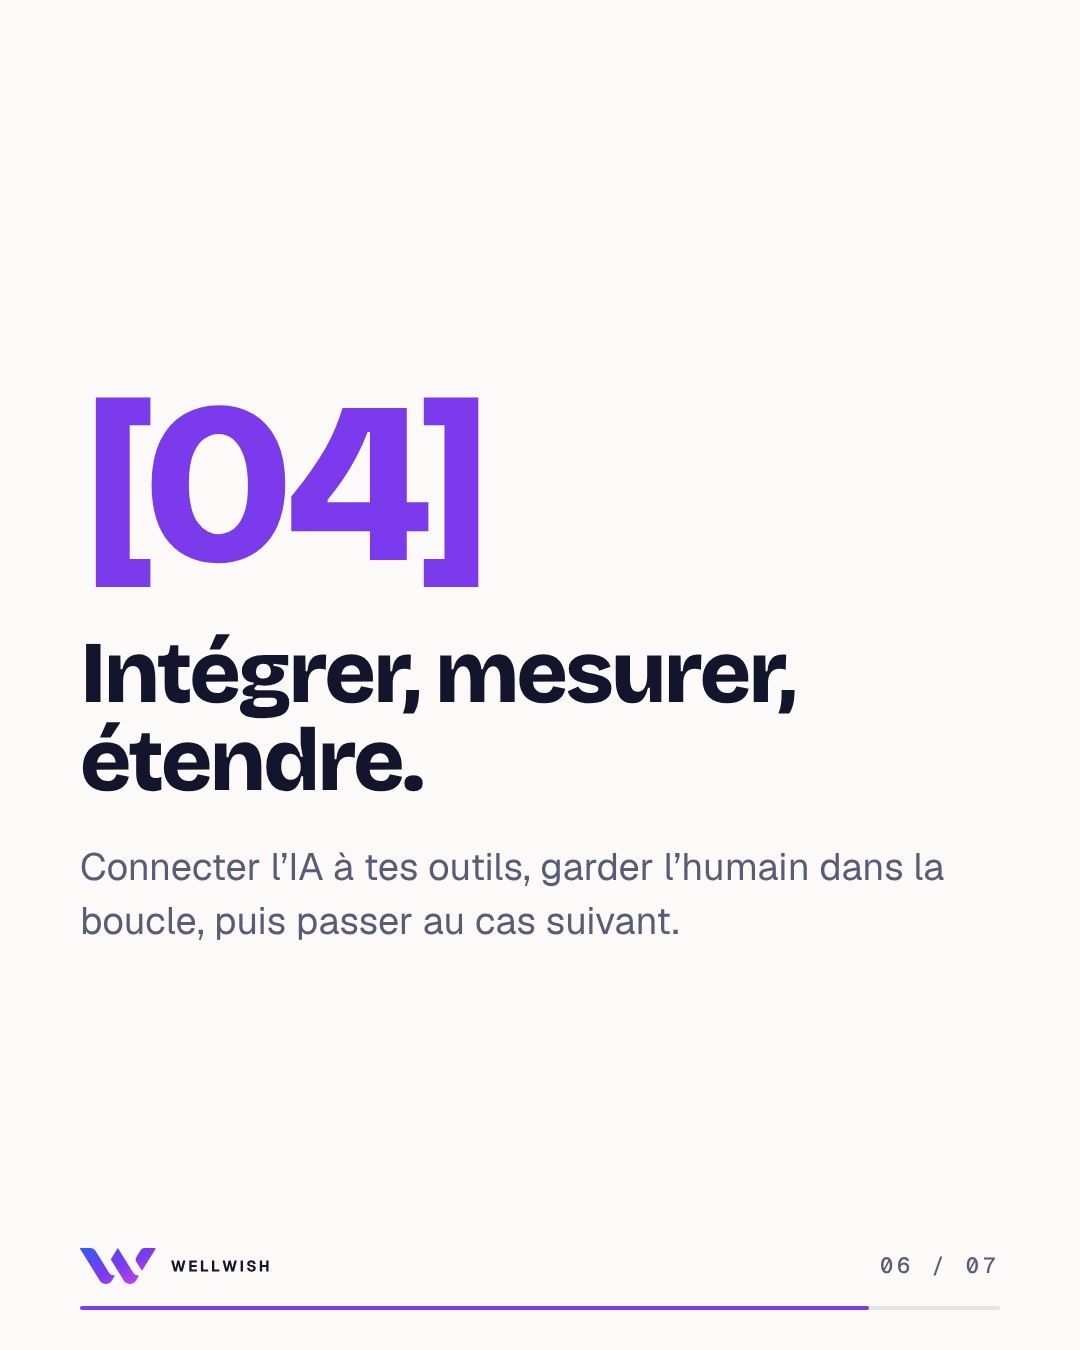 [04]
Intégrer, mesurer,
étendre.
Connecter l’IA à tes outils, garder l’humain dans la
boucle, puis passer au cas suivant.
WELLWISH
06 / 07